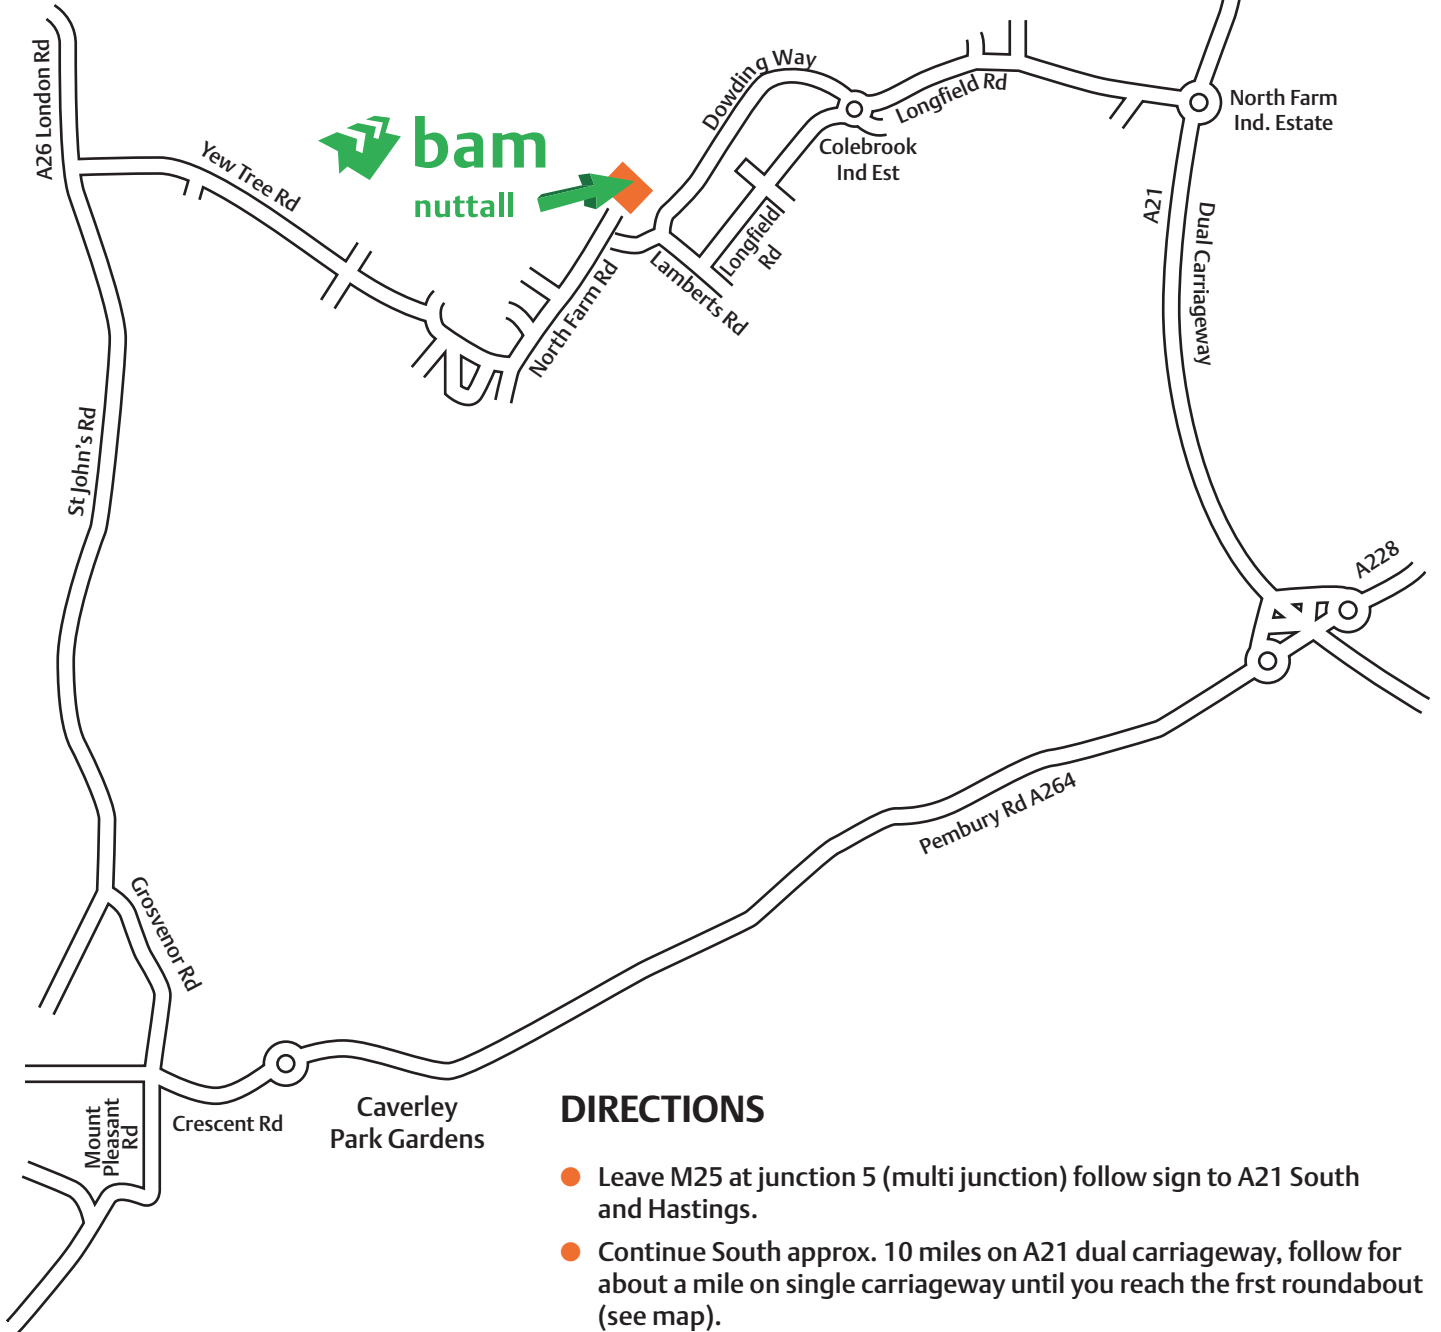 A26 London Rd
Yew Tree Rd
bam
nuttall
Dowding Way
Longfield Rd
North Farm
Ind. Estate
Colebrook
Ind Est
A21
Dual Carriageway
Longfield
Rd
Lamberts Rd
North Farm Rd
St John's Rd
A228
Pembury Rd A264
Grosvenor Rd
Mount
Pleasant
Rd
Crescent Rd
Caverley
Park Gardens
DIRECTIONS
Leave M25 at junction 5 (multi junction) follow sign to A21 South
and Hastings.
Continue South approx. 10 miles on A21 dual carriageway, follow for
about a mile on single carriageway until you reach the frst roundabout
(see map).